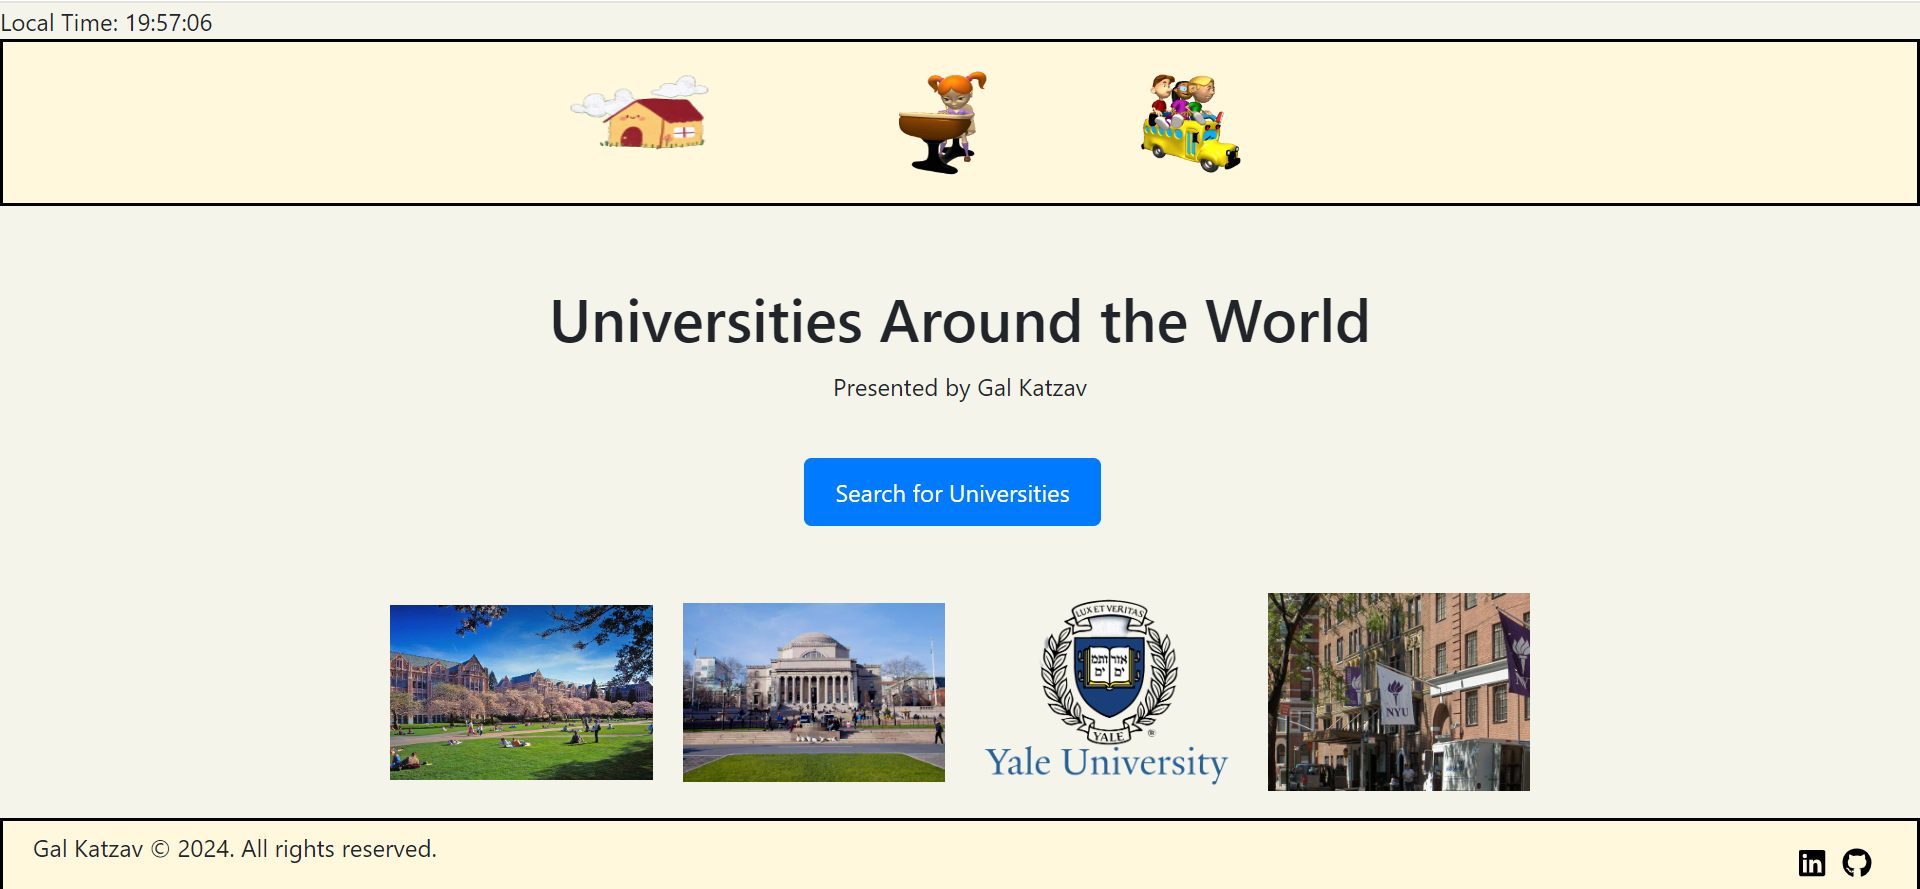 Local Time: 19:57:06
Universities Around the World
Presented by Gal Katzav
Search for Universities
LUX ET VERITAS
אורים
ותמים
YALE
®
Yale University
NYU
Gal Katzav © 2024. All rights reserved.
in